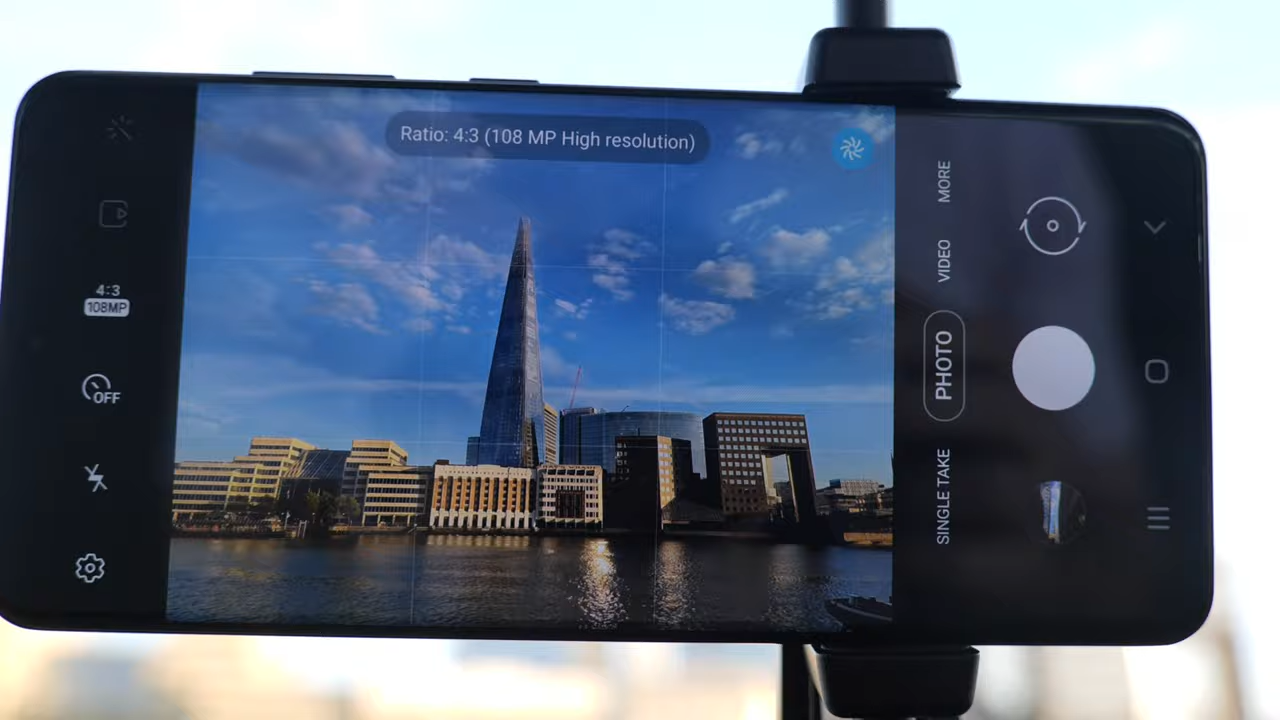 Ratio: 4:3 (108 MP High resolution)
4:3
108MP
OFF
MORE
VIDEO
PHOTO
SINGLE TAKE